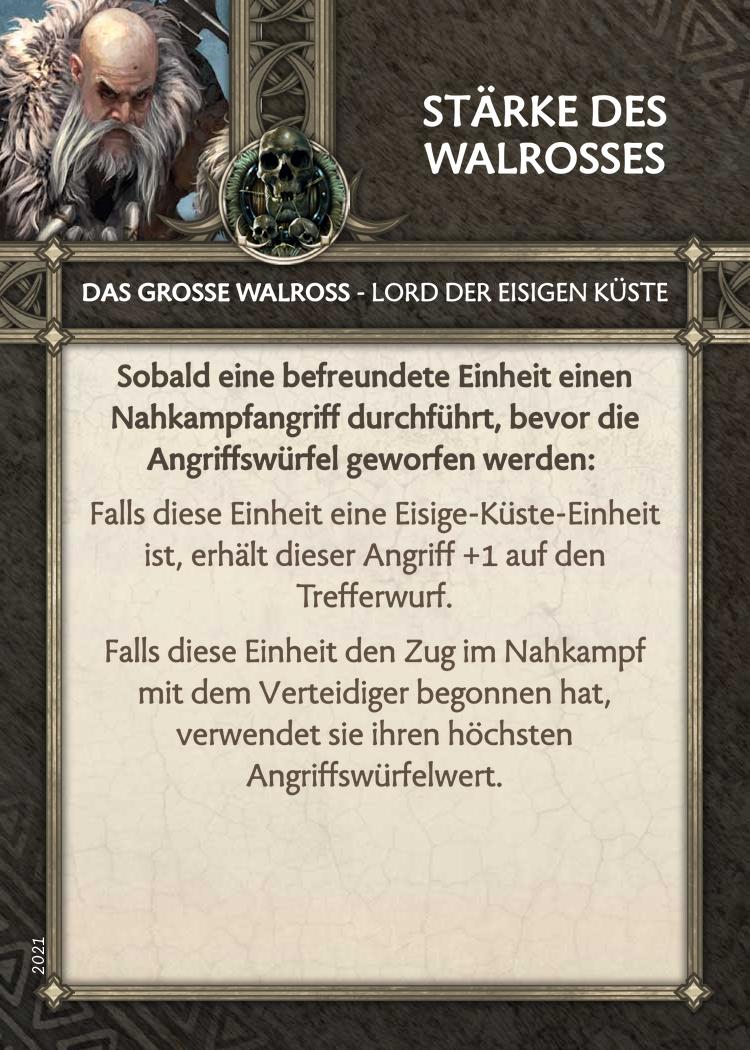 STÄRKE DES
WALROSSES
DAS GROSSE WALROSS - LORD DER EISIGEN KÜSTE
Sobald eine befreundete Einheit einen
Nahkampfangriff durchführt, bevor die
Angriffswürfel geworfen werden:
Falls diese Einheit eine Eisige-Küste-Einheit
ist, erhält dieser Angriff +1 auf den
Trefferwurf.
Falls diese Einheit den Zug im Nahkampf
mit dem Verteidiger begonnen hat,
verwendet sie ihren höchsten
Angriffswürfelwert.
2021